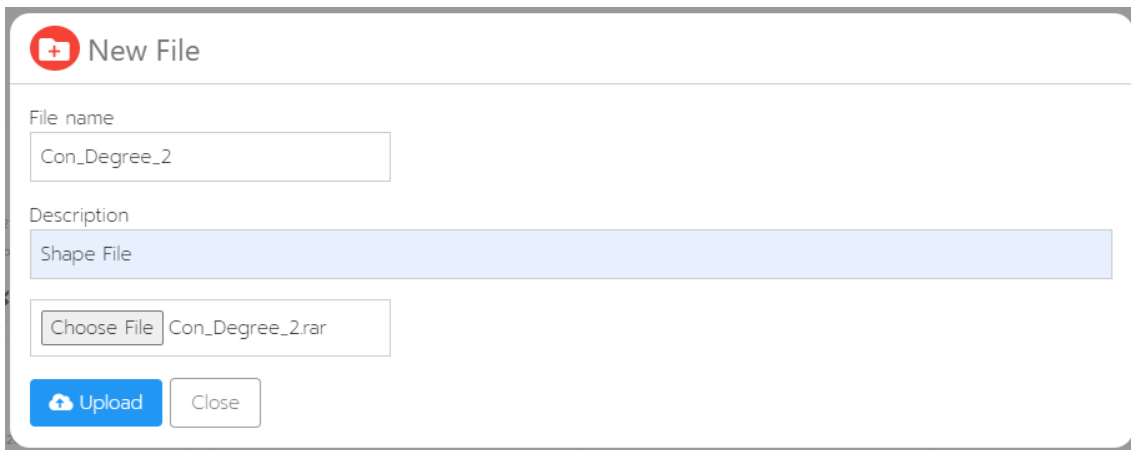 New File
File name
Con_Degree_2
Description
Shape File
Choose File Con_Degree_2.rar
Upload Close